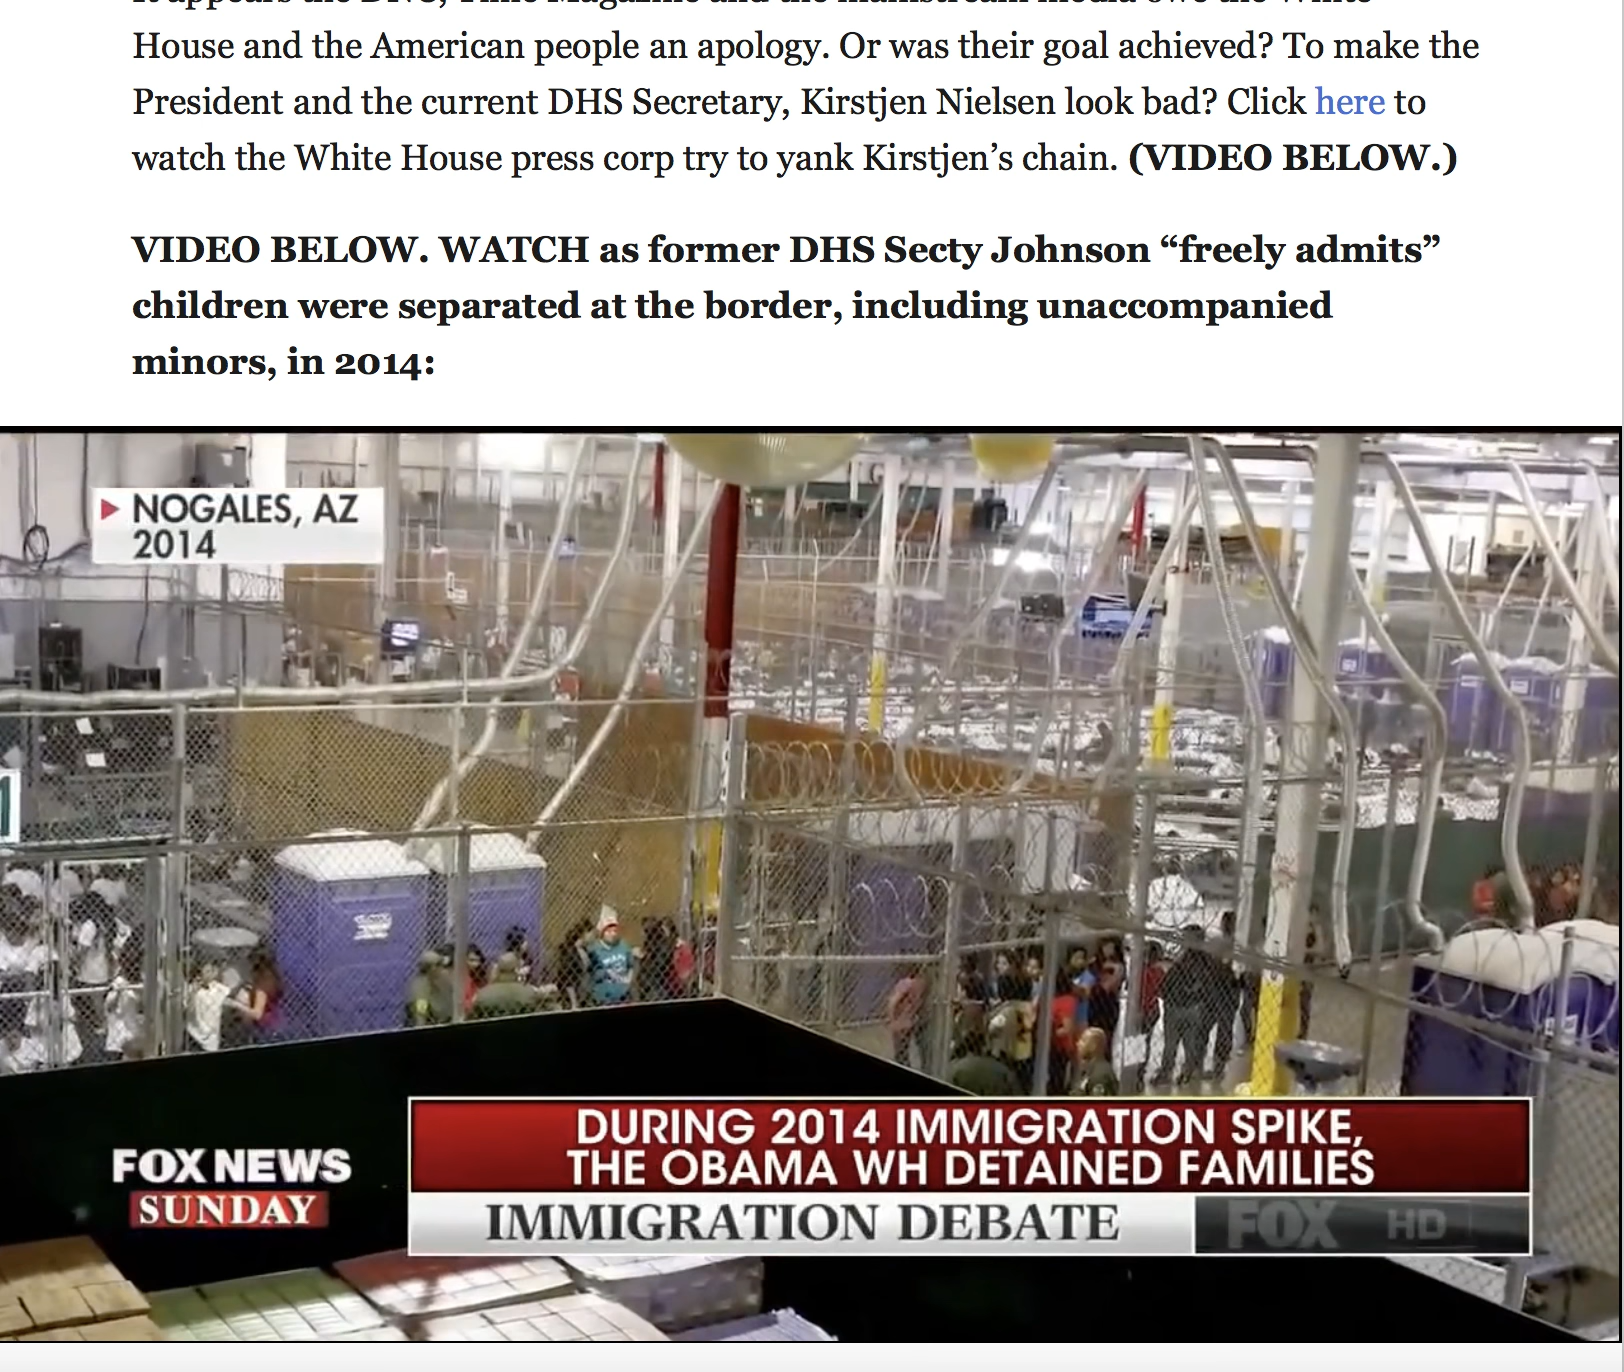 House and the American people an apology. Or was their goal achieved? To make the
President and the current DHS Secretary, Kirstjen Nielsen look bad? Click here to
watch the White House press corp try to yank Kirstjen’s chain. (VIDEO BELOW.)
VIDEO BELOW. WATCH as former DHS Secty Johnson “freely admits”
children were separated at the border, including unaccompanied
minors, in 2014:
NOGALES, AZ
2014
DURING 2014 IMMIGRATION SPIKE,
THE OBAMA WH DETAINED FAMILIES
FOX NEWS
SUNDAY
IMMIGRATION DEBATE
FOX HD